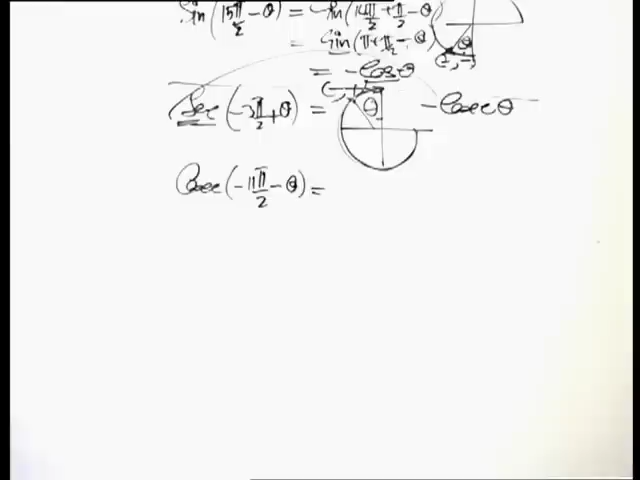 Sin(15π/2 - θ) = Sin(14π/2 + π/2 - θ)
= Sin(π + π/2 - θ) (-, -) θ
= -Cosθ
Sec(-3π/2 + θ) = (-, +) θ -Cosecθ
Cosec(-11π/2 - θ) =